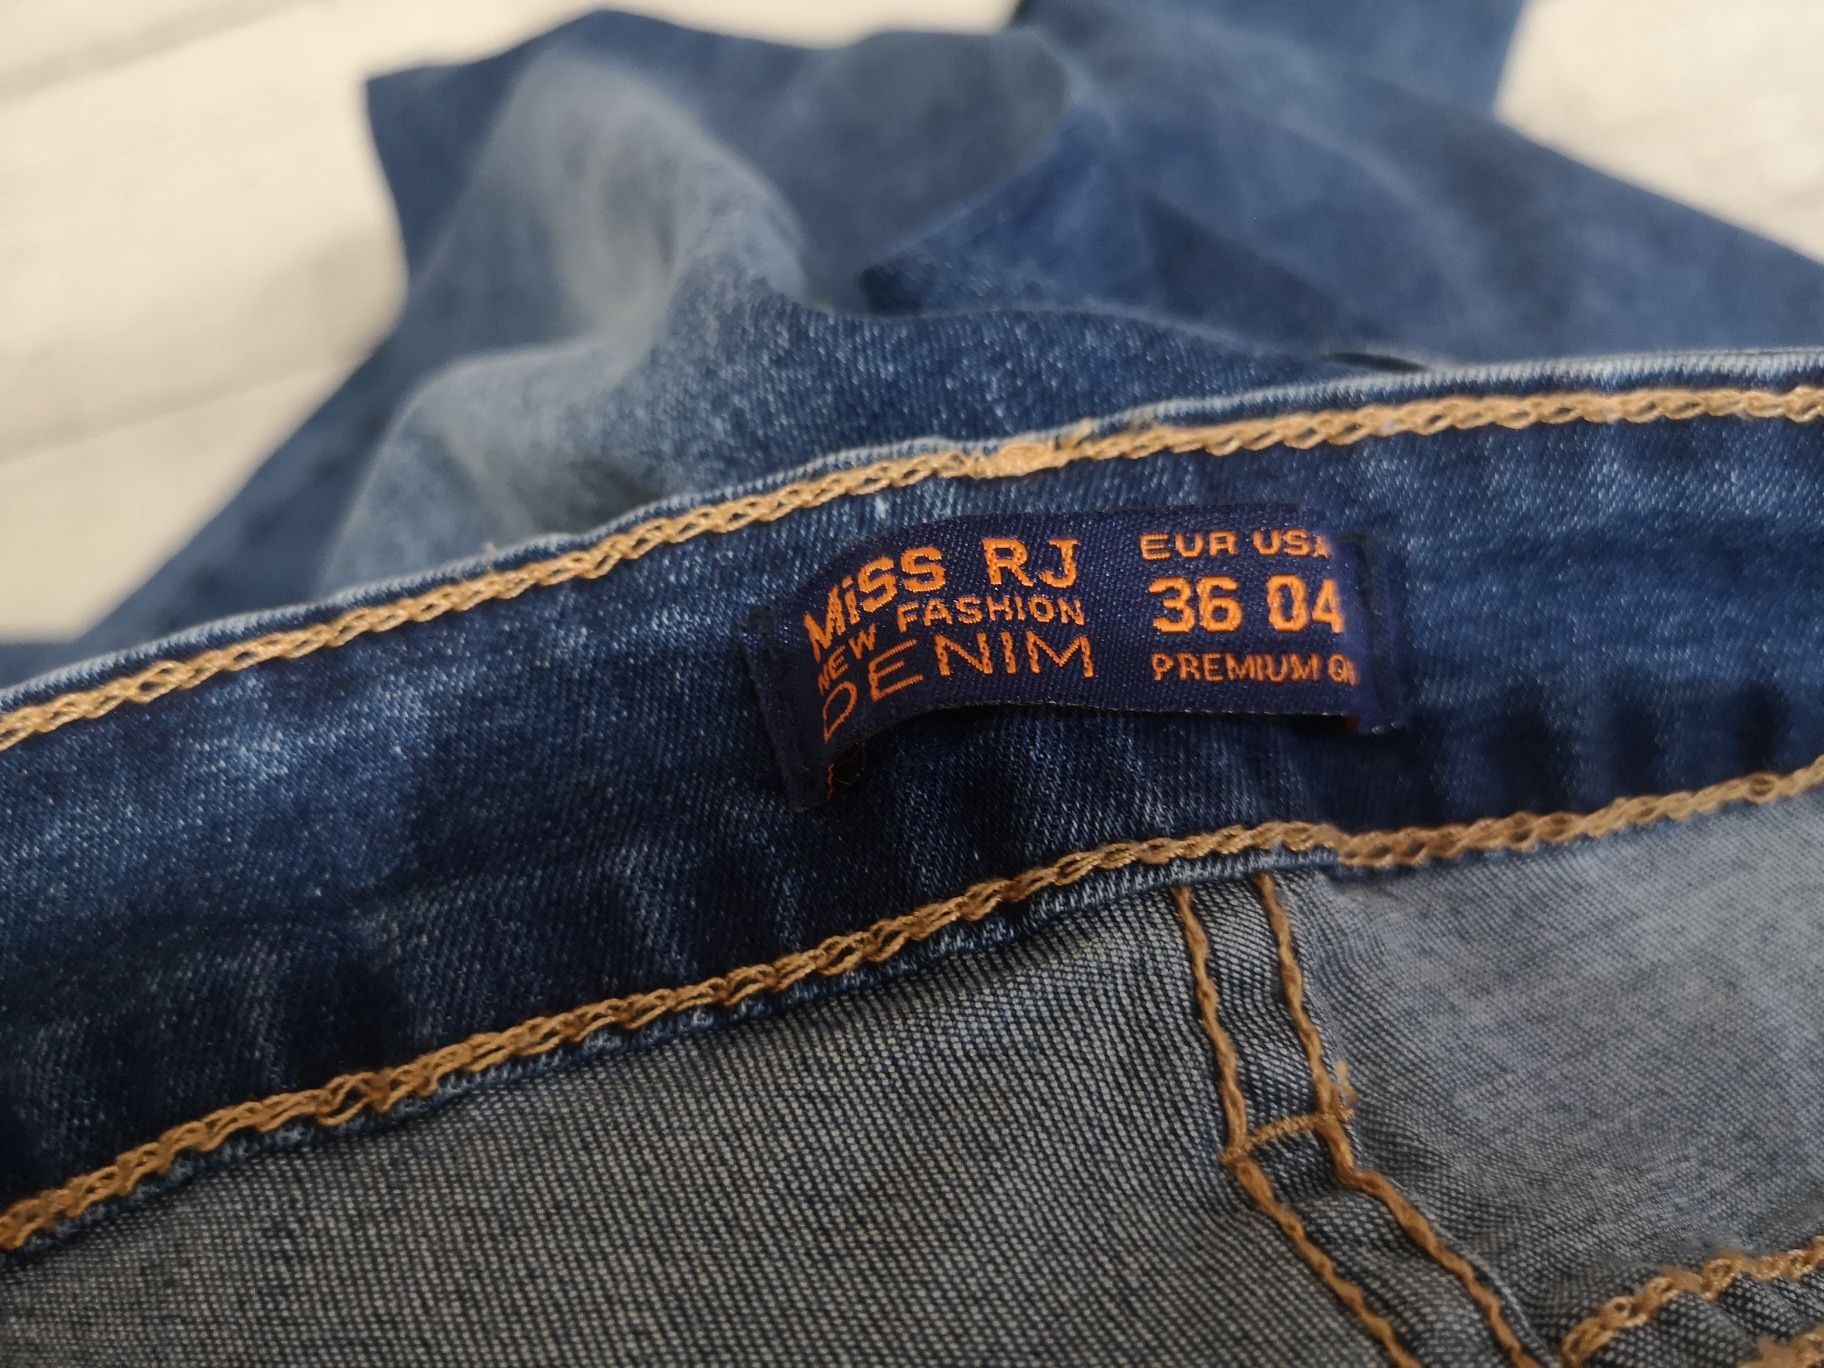 MiSS RJ
NEW FASHION
DENIM
EUR USA
36 04
PREMIUM